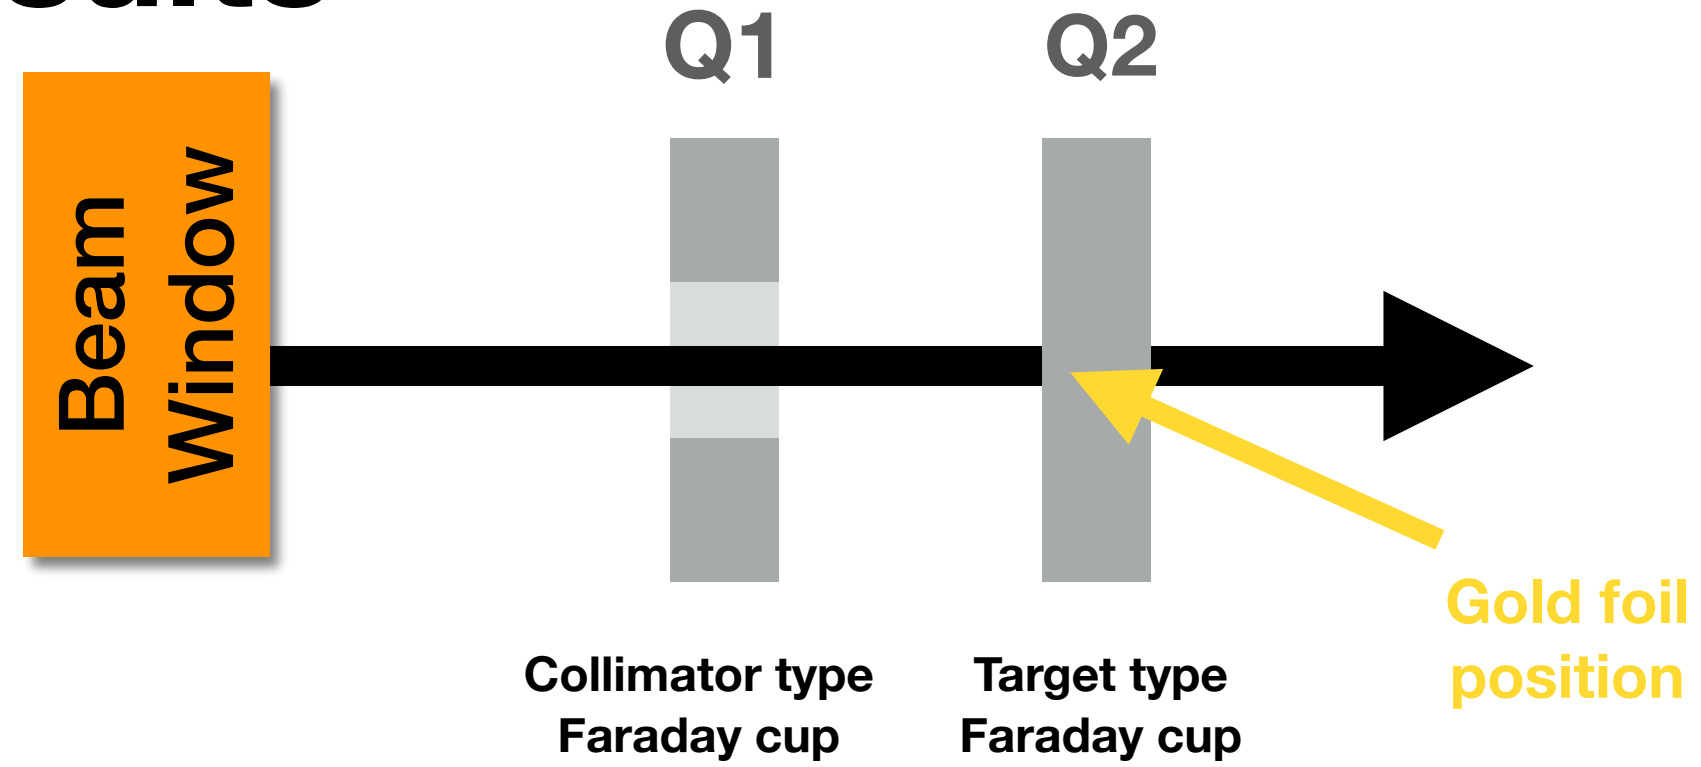 Q1
Q2
Beam
Window
Gold foil
position
Collimator type
Faraday cup
Target type
Faraday cup